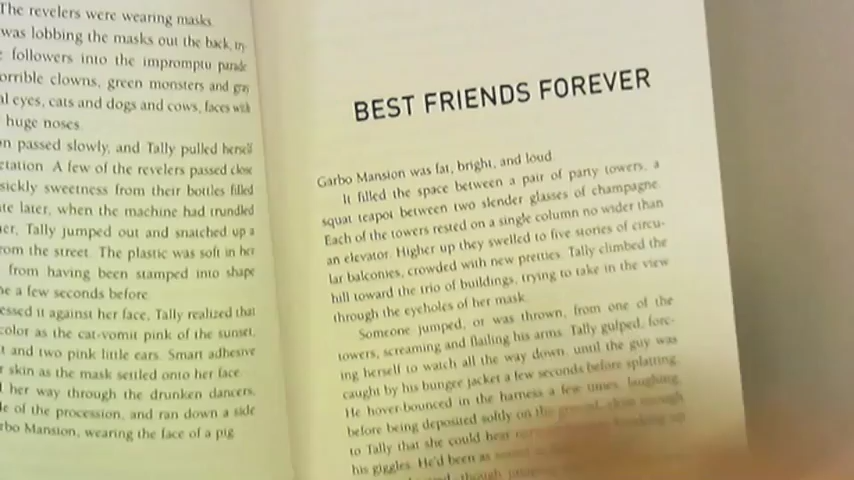 The revelers were wearing masks.
was lobbing the masks out the back, try-
followers into the impromptu parade
orrible clowns, green monsters and gray
al eyes, cats and dogs and cows, faces with
huge noses.
n passed slowly, and Tally pulled herself
etation. A few of the revelers passed close
sickly sweetness from their bottles filled
te later, when the machine had trundled
er, Tally jumped out and snatched up a
rom the street. The plastic was soft in her
from having been stamped into shape
e a few seconds before.
essed it against her face, Tally realized that
color as the cat-vomit pink of the sunset,
t and two pink little ears. Smart adhesive
r skin as the mask settled onto her face.
her way through the drunken dancers,
e of the procession, and ran down a side
rbo Mansion, wearing the face of a pig.
BEST FRIENDS FOREVER
Garbo Mansion was fat, bright, and loud.
It filled the space between a pair of party towers, a
squat teapot between two slender glasses of champagne.
Each of the towers rested on a single column no wider than
an elevator. Higher up they swelled to five stories of circu-
lar balconies, crowded with new pretties. Tally climbed the
hill toward the trio of buildings, trying to take in the view
through the eyeholes of her mask.
Someone jumped, or was thrown, from one of the
towers, screaming and flailing his arms. Tally gulped, forc-
ing herself to watch all the way down, until the guy was
caught by his bungee jacket a few seconds before splatting.
He hover-bounced in the harness a few times, laughing,
before being deposited softly on the ground, close enough
to Tally that she could hear
his giggles. He'd been as
though